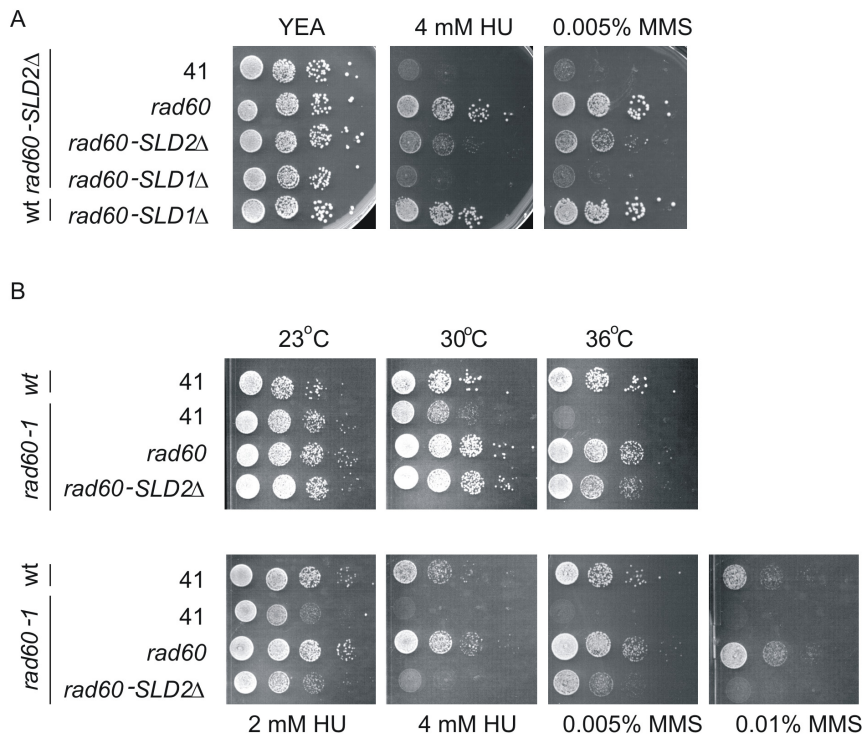 A
YEA 4 mM HU 0.005% MMS
wt rad60-SLD2Δ
41
rad60
rad60-SLD2Δ
rad60-SLD1Δ
rad60-SLD1Δ
B
23°C 30°C 36°C
wt 41
rad60-1 41
rad60
rad60-SLD2Δ
wt 41
rad60-1 41
rad60
rad60-SLD2Δ
2 mM HU 4 mM HU 0.005% MMS 0.01% MMS